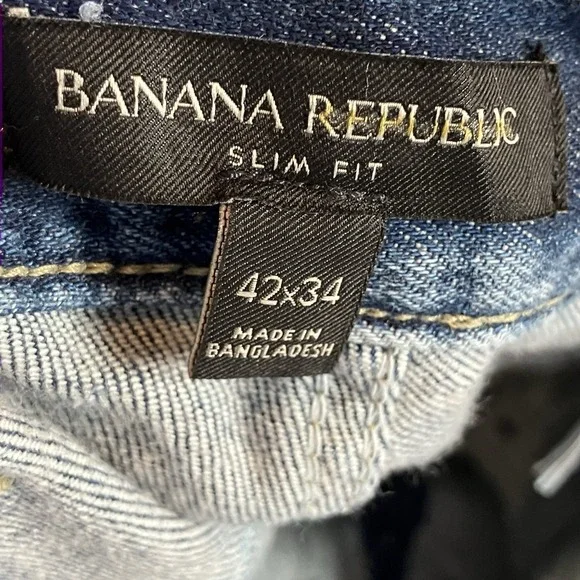 BANANA REPUBLIC
SLIM FIT
42x34
MADE IN
BANGLADESH